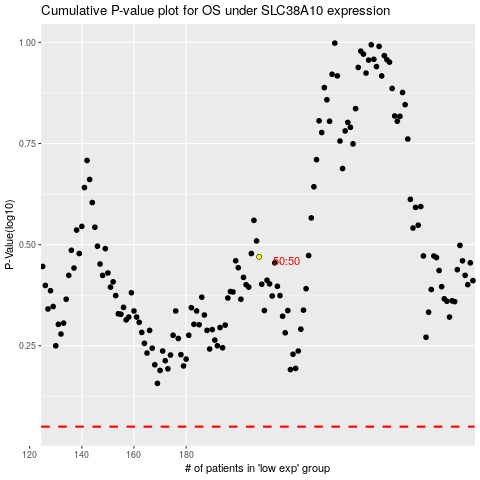 Cumulative P-value plot for OS under SLC38A10 expression
P-Value(log10)
1.00
0.75
0.50
0.25
50:50
120 140 160 180
# of patients in 'low exp' group